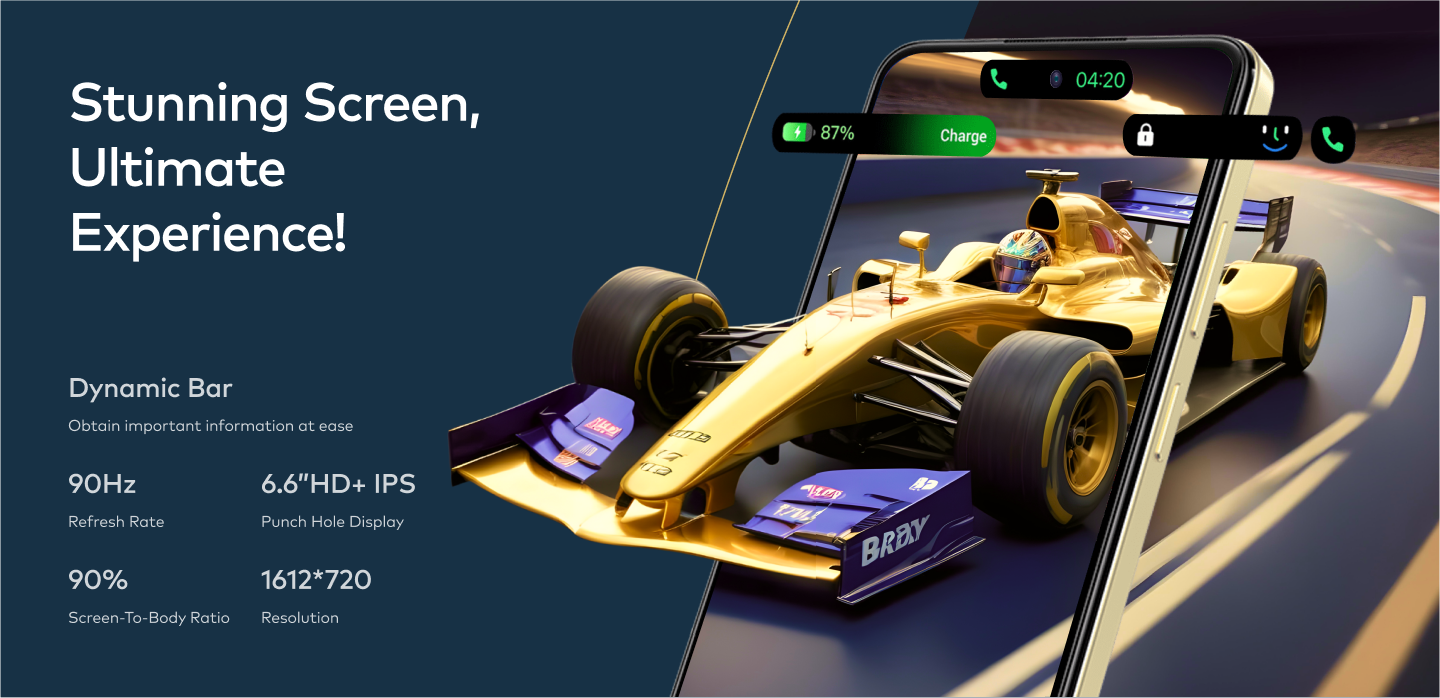 Stunning Screen,
Ultimate
Experience!
Dynamic Bar
Obtain important information at ease
90Hz
Refresh Rate
6.6"HD+ IPS
Punch Hole Display
90%
Screen-To-Body Ratio
1612*720
Resolution
04:20
87%
Charge